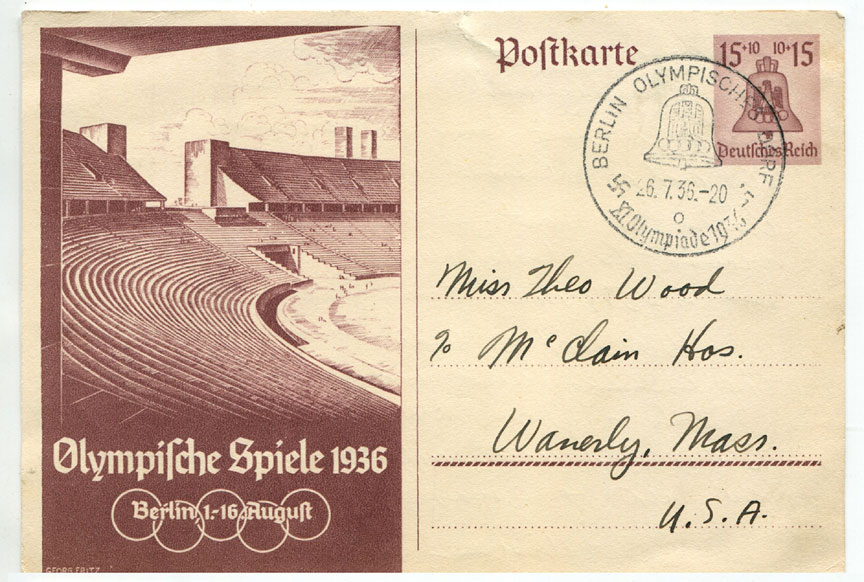 Poſtkarte
15+10 10+15
Deutſches Reich
BERLIN OLYMPISCHES DORF
26.7.36.-20
XI. Olympiade 1936
Miss Theo Wood
℅ McClain Hos.
Waverly, Mass.
U.S.A.
Olympiſche Spiele 1936
Berlin, 1.-16. Auguſt
GEORG FRITZ